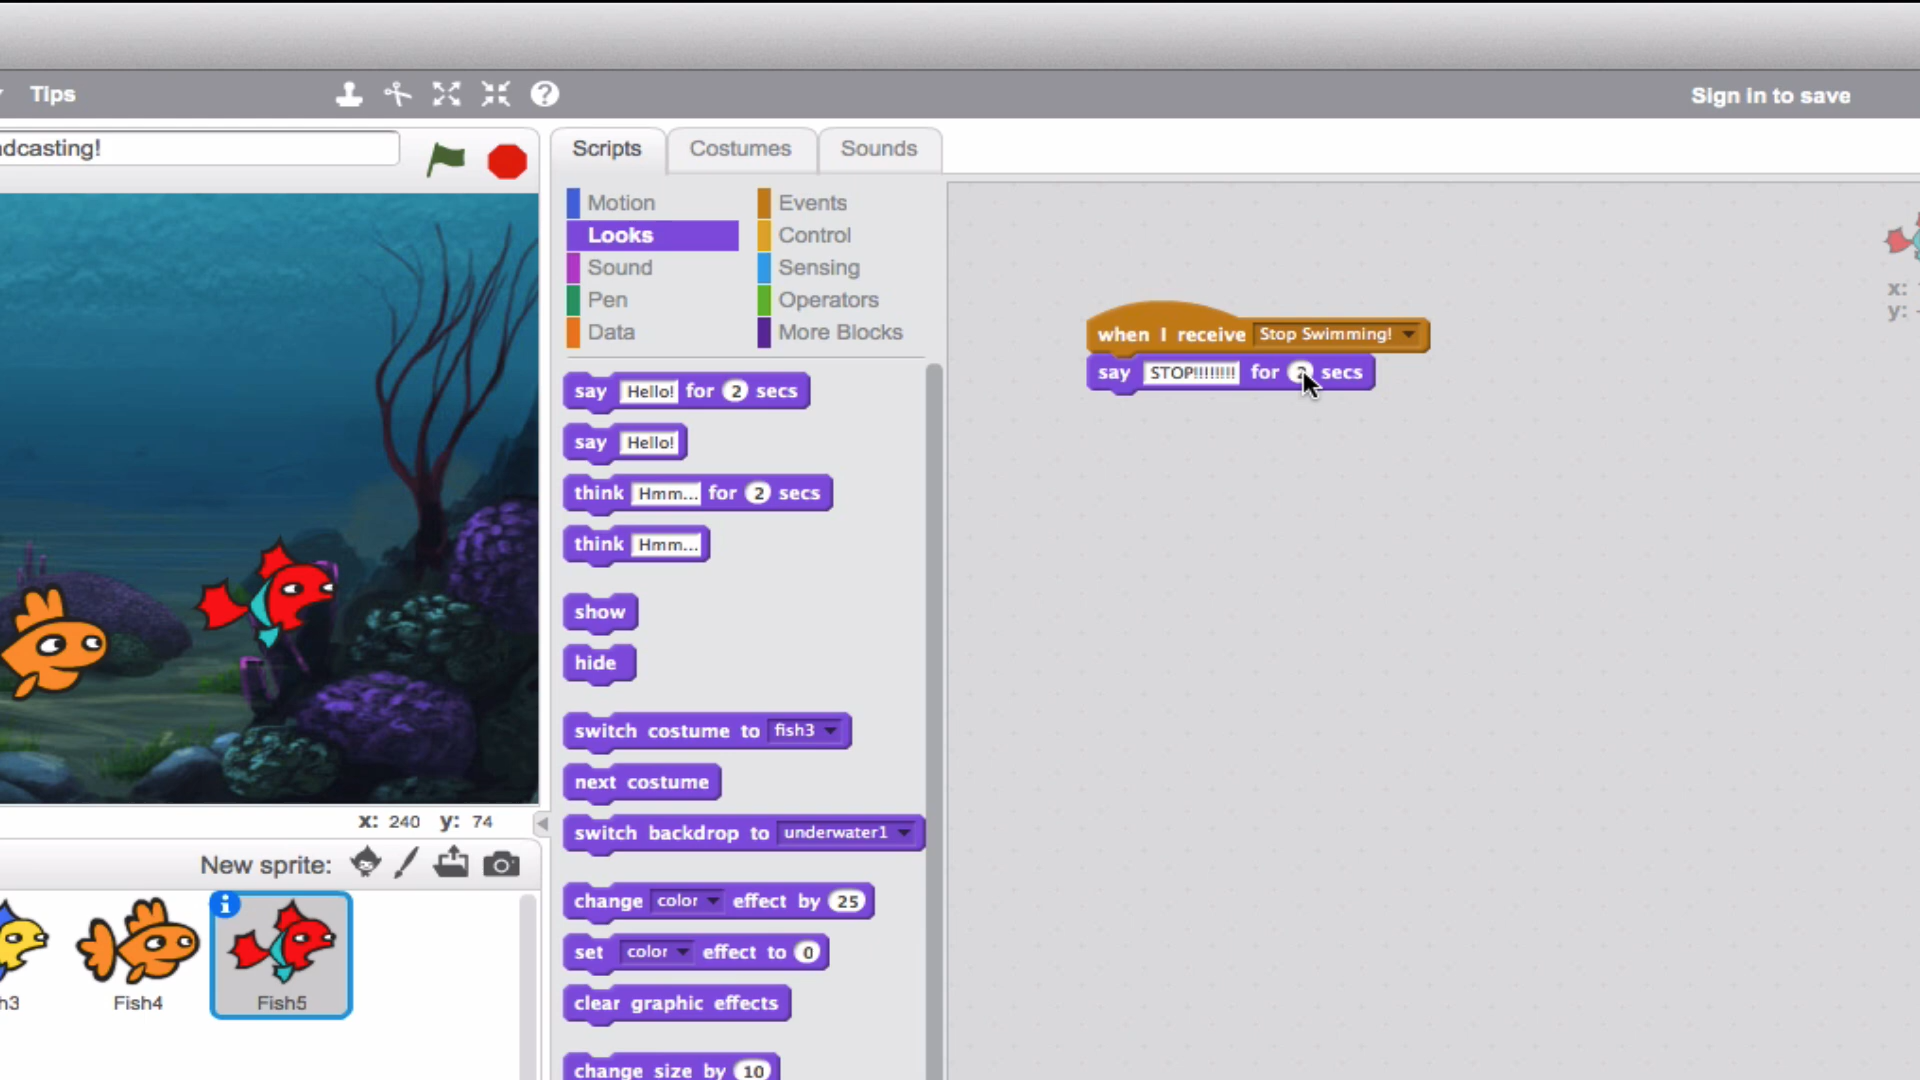 Tips
Sign in to save
dcasting!
Scripts
Costumes
Sounds
Motion
Events
Looks
Control
Sound
Sensing
Pen
Operators
Data
More Blocks
say Hello! for 2 secs
say Hello!
think Hmm... for 2 secs
think Hmm...
show
hide
switch costume to fish3
next costume
switch backdrop to underwater1
change color effect by 25
set color effect to 0
clear graphic effects
change size by 10
when I receive Stop Swimming!
say STOP!!!!!!!! for secs
x:
y:
x: 240 y: 74
New sprite:
h3
Fish4
Fish5